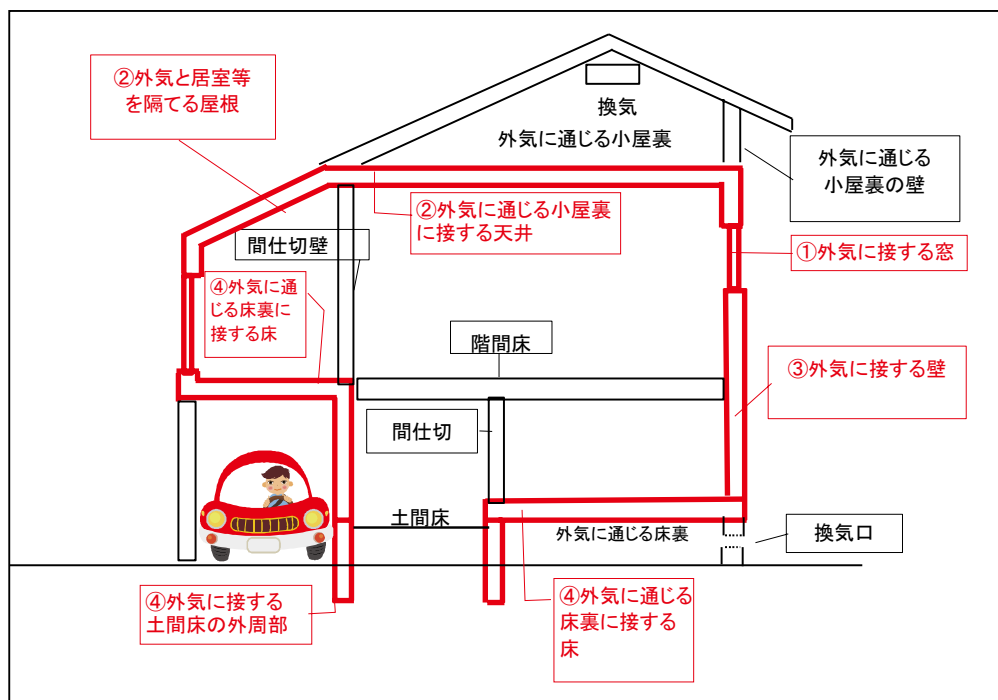 ②外気と居室等
を隔てる屋根
換気
外気に通じる小屋裏
外気に通じる
小屋裏の壁
②外気に通じる小屋裏
に接する天井
間仕切壁
①外気に接する窓
④外気に通
じる床裏に
接する床
階間床
③外気に接する壁
間仕切
土間床
外気に通じる床裏
換気口
④外気に接する
土間床の外周部
④外気に通じる
床裏に接する
床